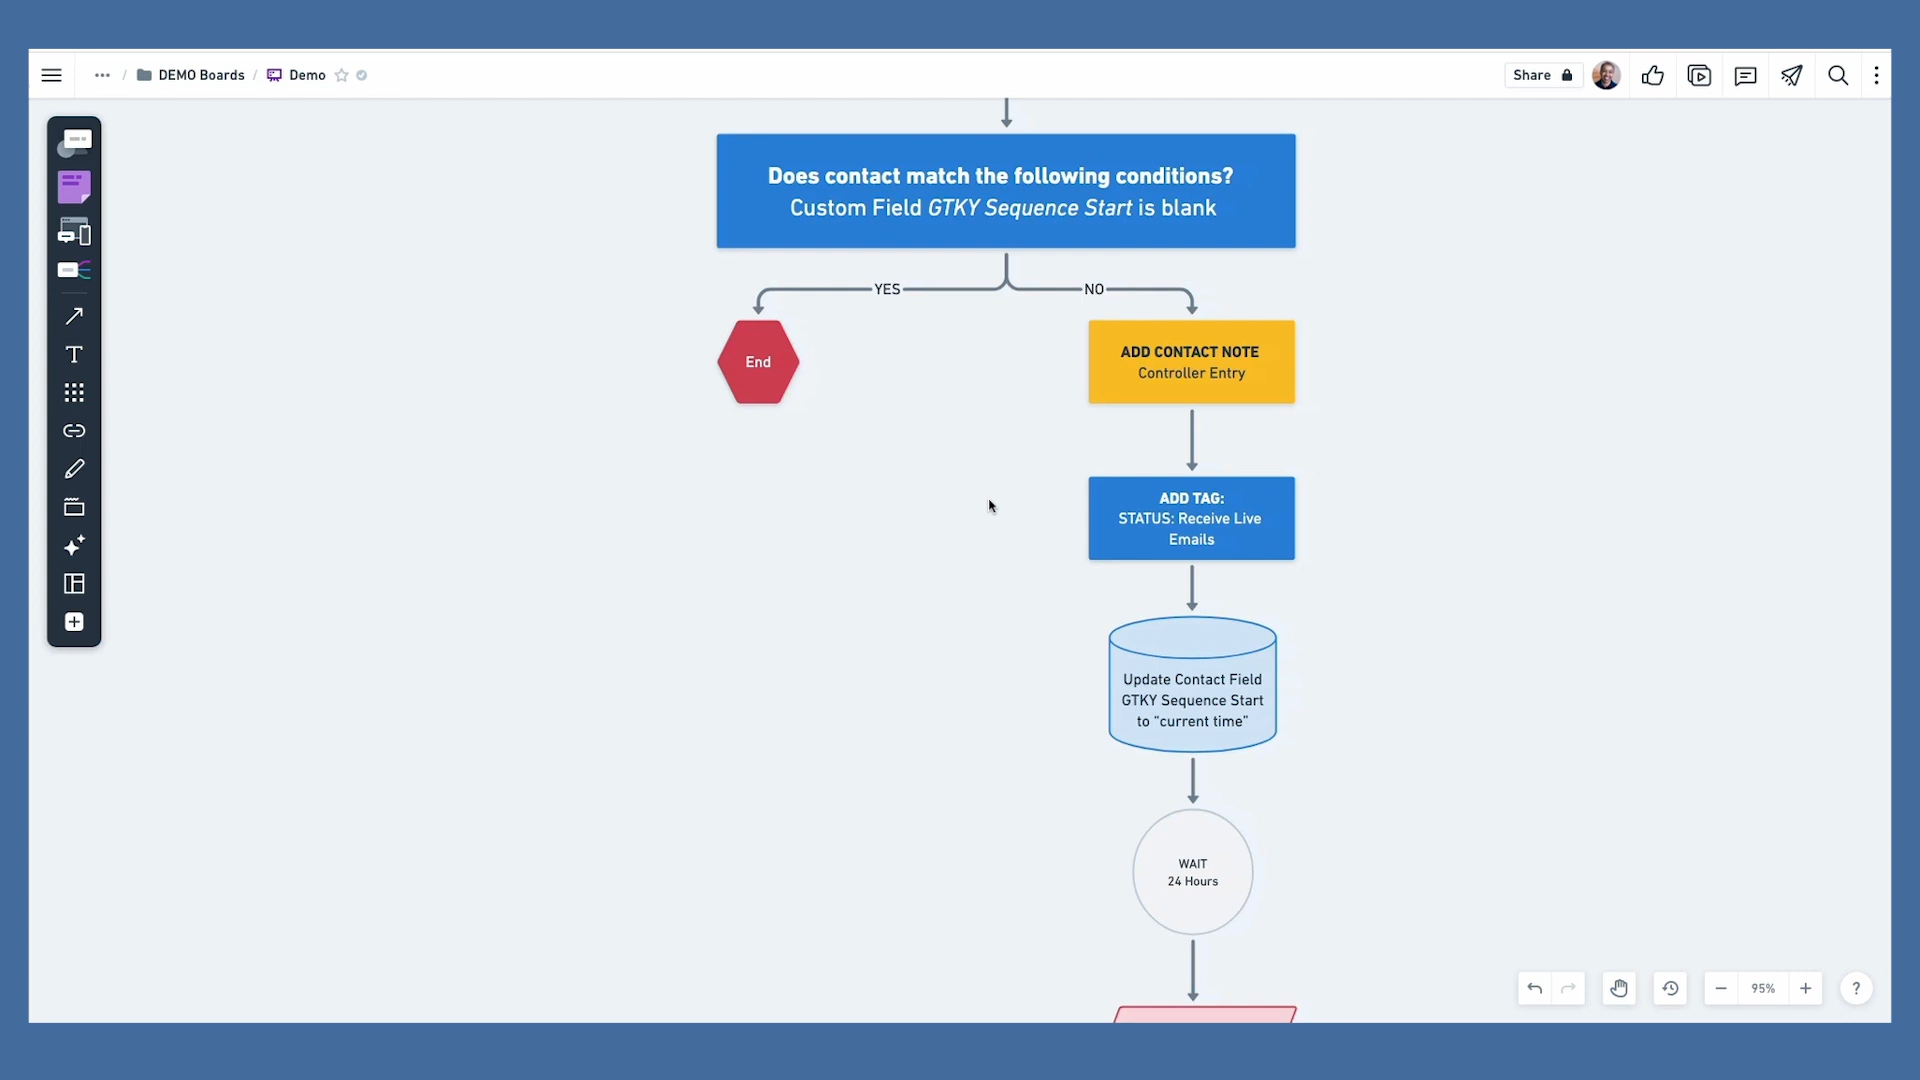 ... / DEMO Boards / Demo
Share
Does contact match the following conditions?
Custom Field GTKY Sequence Start is blank
YES
NO
End
ADD CONTACT NOTE
Controller Entry
ADD TAG:
STATUS: Receive Live
Emails
Update Contact Field
GTKY Sequence Start
to “current time”
WAIT
24 Hours
95%
?